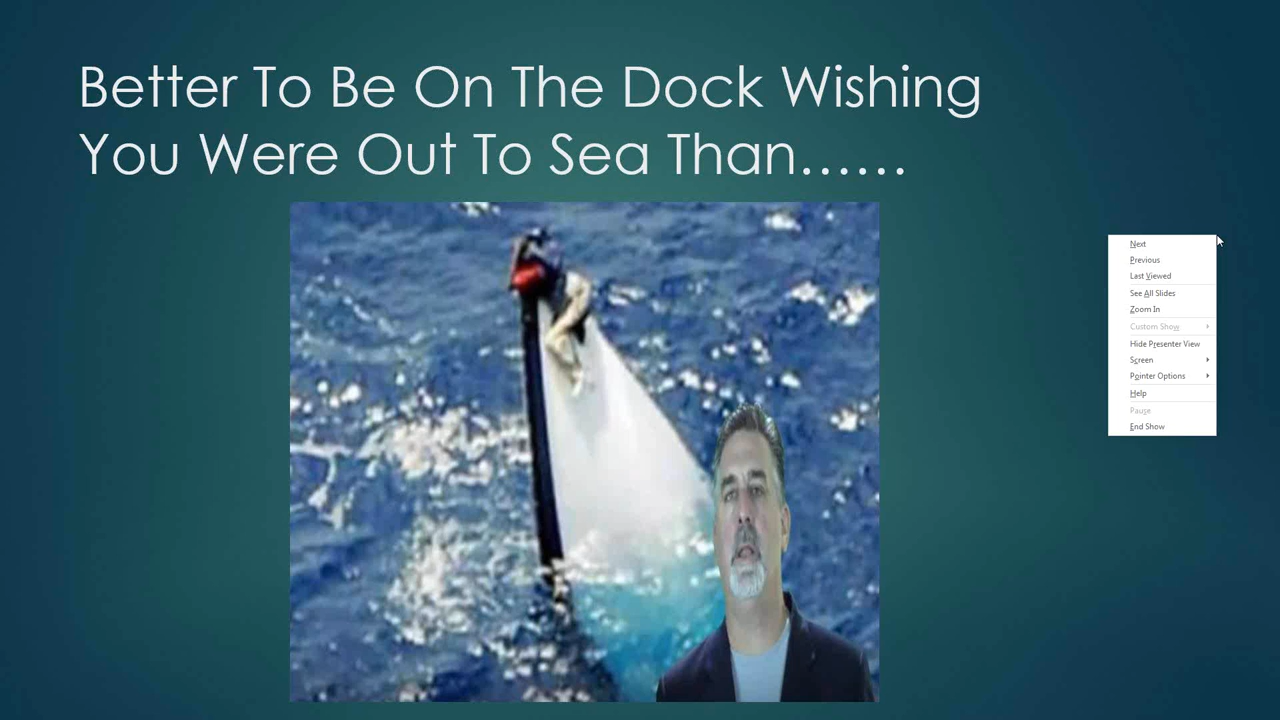 Better To Be On The Dock Wishing
You Were Out To Sea Than......
Next
Previous
Last Viewed
See All Slides
Zoom In
Custom Show
Hide Presenter View
Screen
Pointer Options
Help
Pause
End Show